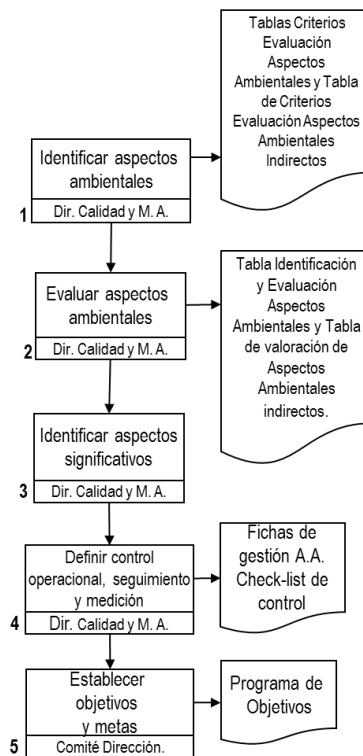 Tablas Criterios
Evaluación
Aspectos
Ambientales y Tabla
de Criterios
Evaluación Aspectos
Ambientales
Indirectos
Identificar aspectos
ambientales
1
Dir. Calidad y M. A.
Tabla Identificación
y Evaluación
Aspectos
Ambientales y Tabla
de valoración de
Aspectos
Ambientales
indirectos.
Evaluar aspectos
ambientales
2
Dir. Calidad y M. A.
Identificar aspectos
significativos
3
Dir. Calidad y M. A.
Definir control
operacional, seguimiento
y medición
4
Dir. Calidad y M. A.
Fichas de
gestión A.A.
Check-list de
control
Establecer
objetivos
y metas
5
Comité Dirección.
Programa de
Objetivos